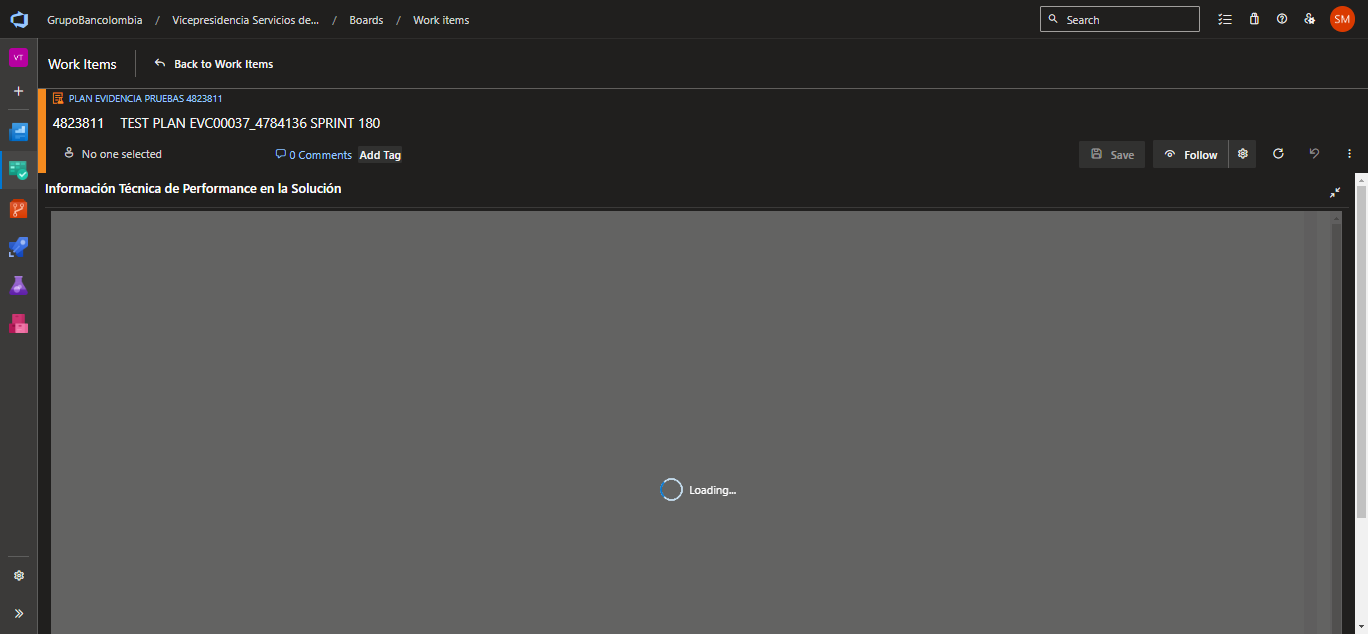 GrupoBancolombia / Vicepresidencia Servicios de... / Boards / Work items
Search
SM
VT
Work Items
Back to Work Items
PLAN EVIDENCIA PRUEBAS 4823811
4823811 TEST PLAN EVC00037_4784136 SPRINT 180
No one selected
0 Comments
Add Tag
Save
Follow
Información Técnica de Performance en la Solución
Loading...